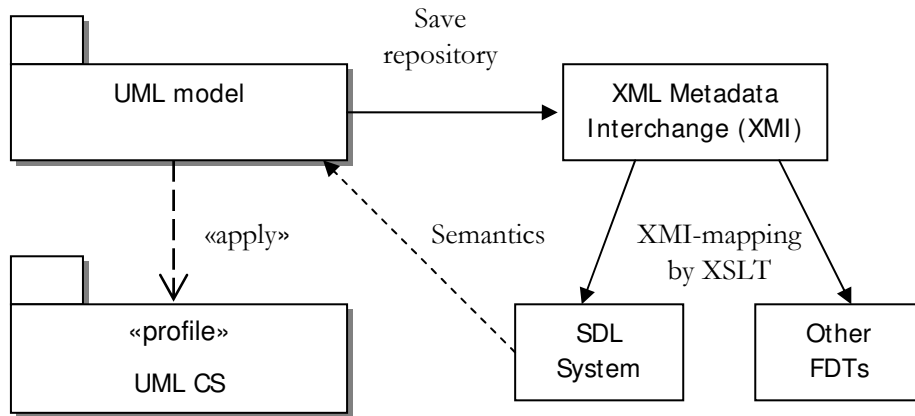 Save
repository
UML model
XML Metadata
Interchange (XMI)
«apply»
Semantics
XMI-mapping
by XSLT
«profile»
UML CS
SDL
System
Other
FDTs